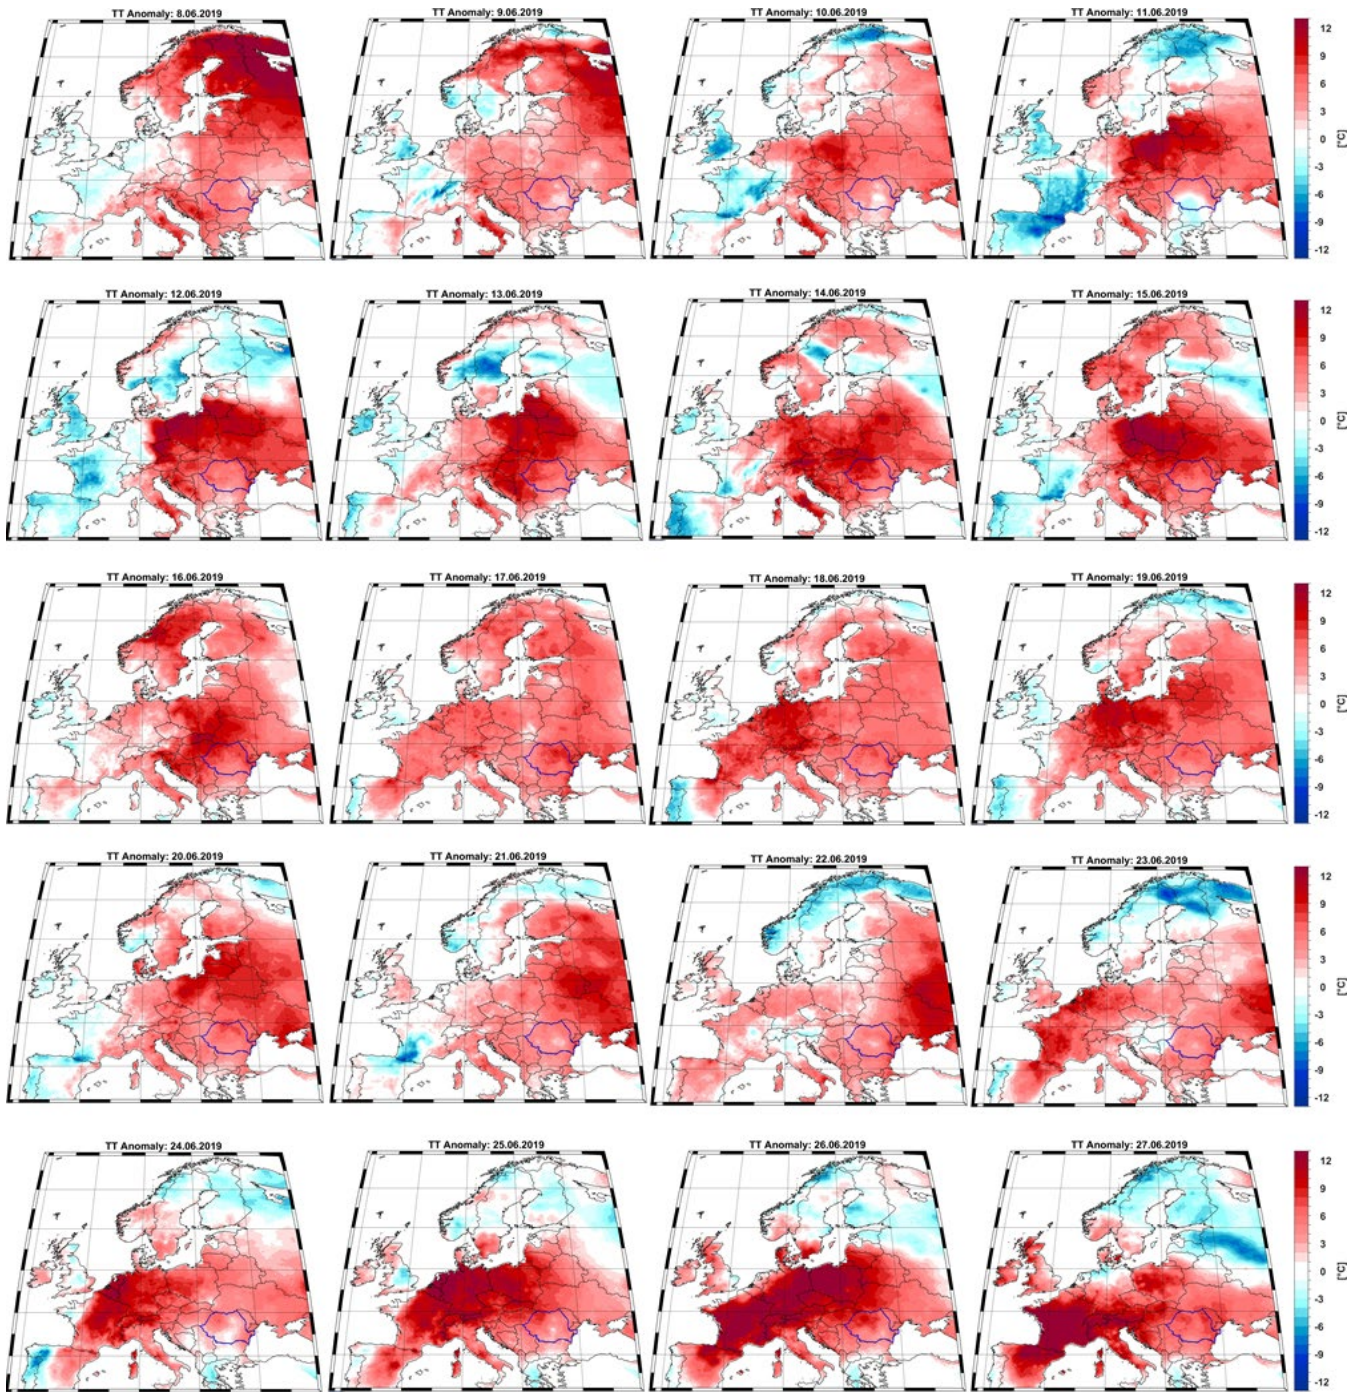 TT Anomaly: 8.06.2019
TT Anomaly: 9.06.2019
TT Anomaly: 10.06.2019
TT Anomaly: 11.06.2019
12
9
6
3
0
-3
-6
-9
-12
[°C]
TT Anomaly: 12.06.2019
TT Anomaly: 13.06.2019
TT Anomaly: 14.06.2019
TT Anomaly: 15.06.2019
12
9
6
3
0
-3
-6
-9
-12
[°C]
TT Anomaly: 16.06.2019
TT Anomaly: 17.06.2019
TT Anomaly: 18.06.2019
TT Anomaly: 19.06.2019
12
9
6
3
0
-3
-6
-9
-12
[°C]
TT Anomaly: 20.06.2019
TT Anomaly: 21.06.2019
TT Anomaly: 22.06.2019
TT Anomaly: 23.06.2019
12
9
6
3
0
-3
-6
-9
-12
[°C]
TT Anomaly: 24.06.2019
TT Anomaly: 25.06.2019
TT Anomaly: 26.06.2019
TT Anomaly: 27.06.2019
12
9
6
3
0
-3
-6
-9
-12
[°C]